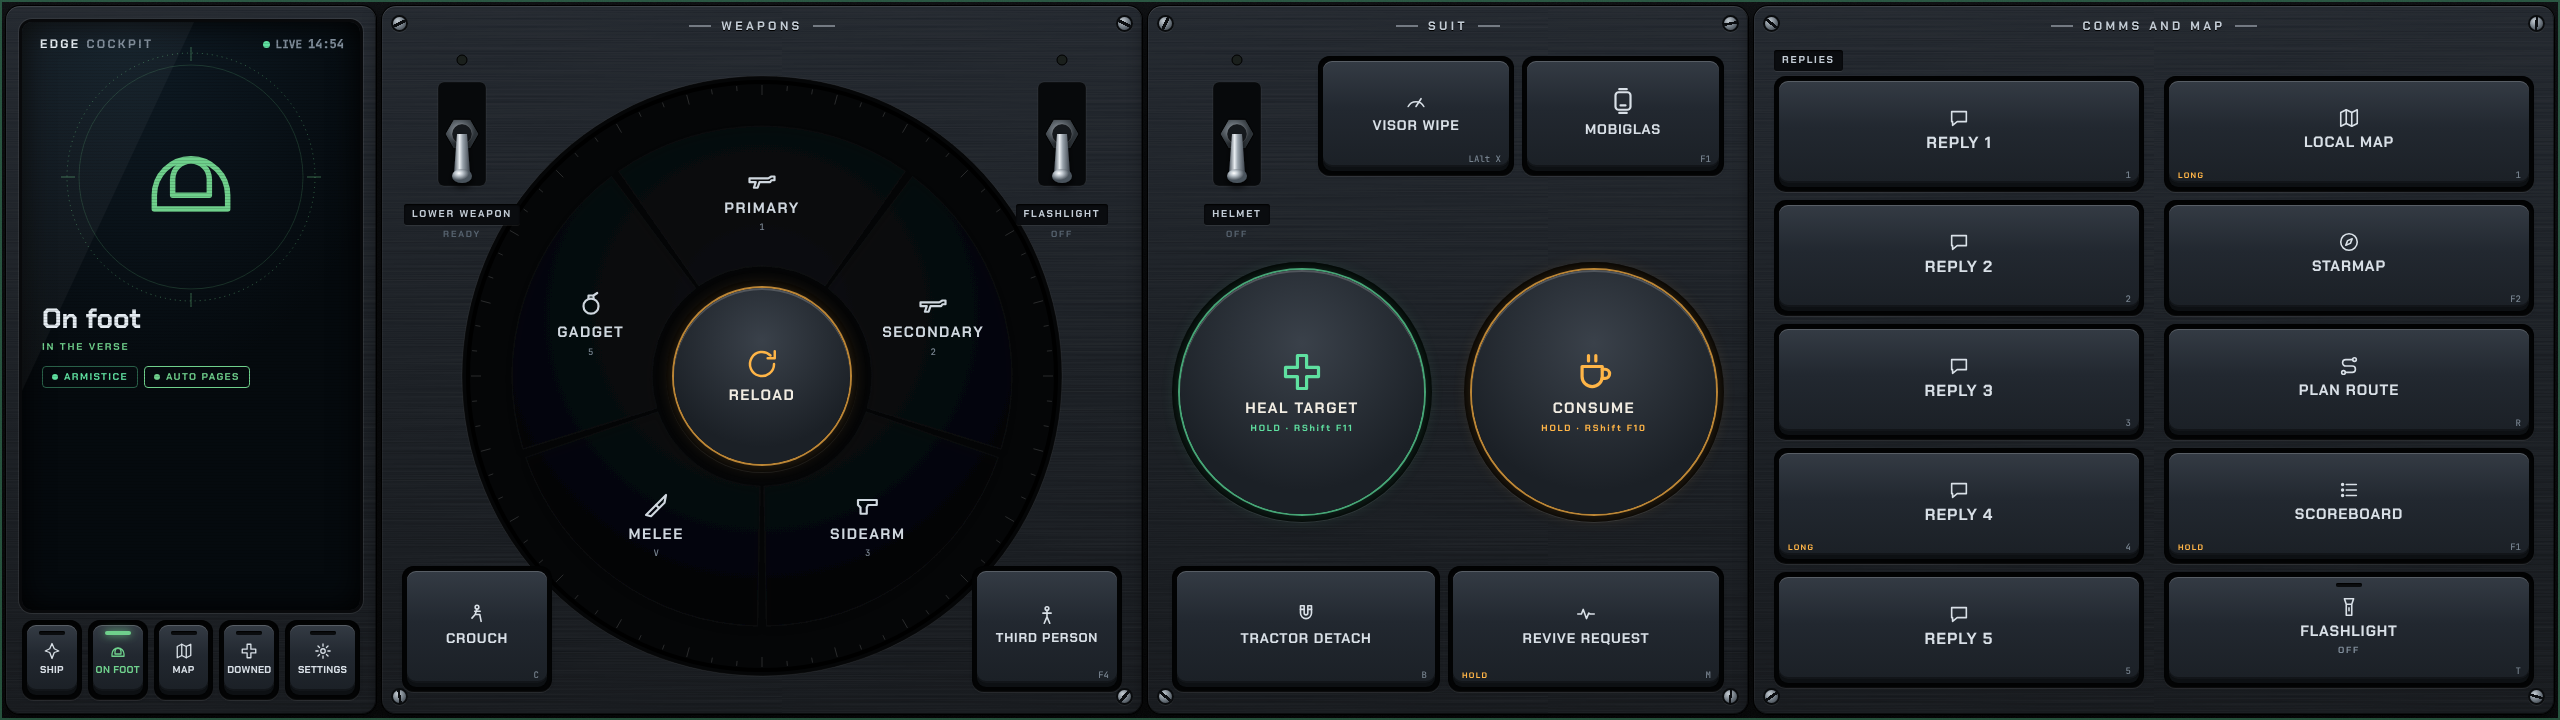 EDGE COCKPIT
LIVE 14:54
On foot
IN THE VERSE
ARMISTICE
AUTO PAGES
SHIP
ON FOOT
MAP
DOWNED
SETTINGS
WEAPONS
LOWER WEAPON
READY
FLASHLIGHT
OFF
PRIMARY
1
GADGET
5
SECONDARY
2
RELOAD
MELEE
V
SIDEARM
3
CROUCH
C
THIRD PERSON
F4
SUIT
HELMET
OFF
VISOR WIPE
LAlt X
MOBIGLAS
F1
HEAL TARGET
HOLD · RShift F11
CONSUME
HOLD · RShift F10
TRACTOR DETACH
B
REVIVE REQUEST
HOLD
M
COMMS AND MAP
REPLIES
REPLY 1
1
LOCAL MAP
LONG
1
REPLY 2
2
STARMAP
F2
REPLY 3
3
PLAN ROUTE
R
REPLY 4
LONG
4
SCOREBOARD
HOLD
F1
REPLY 5
5
FLASHLIGHT
OFF
T